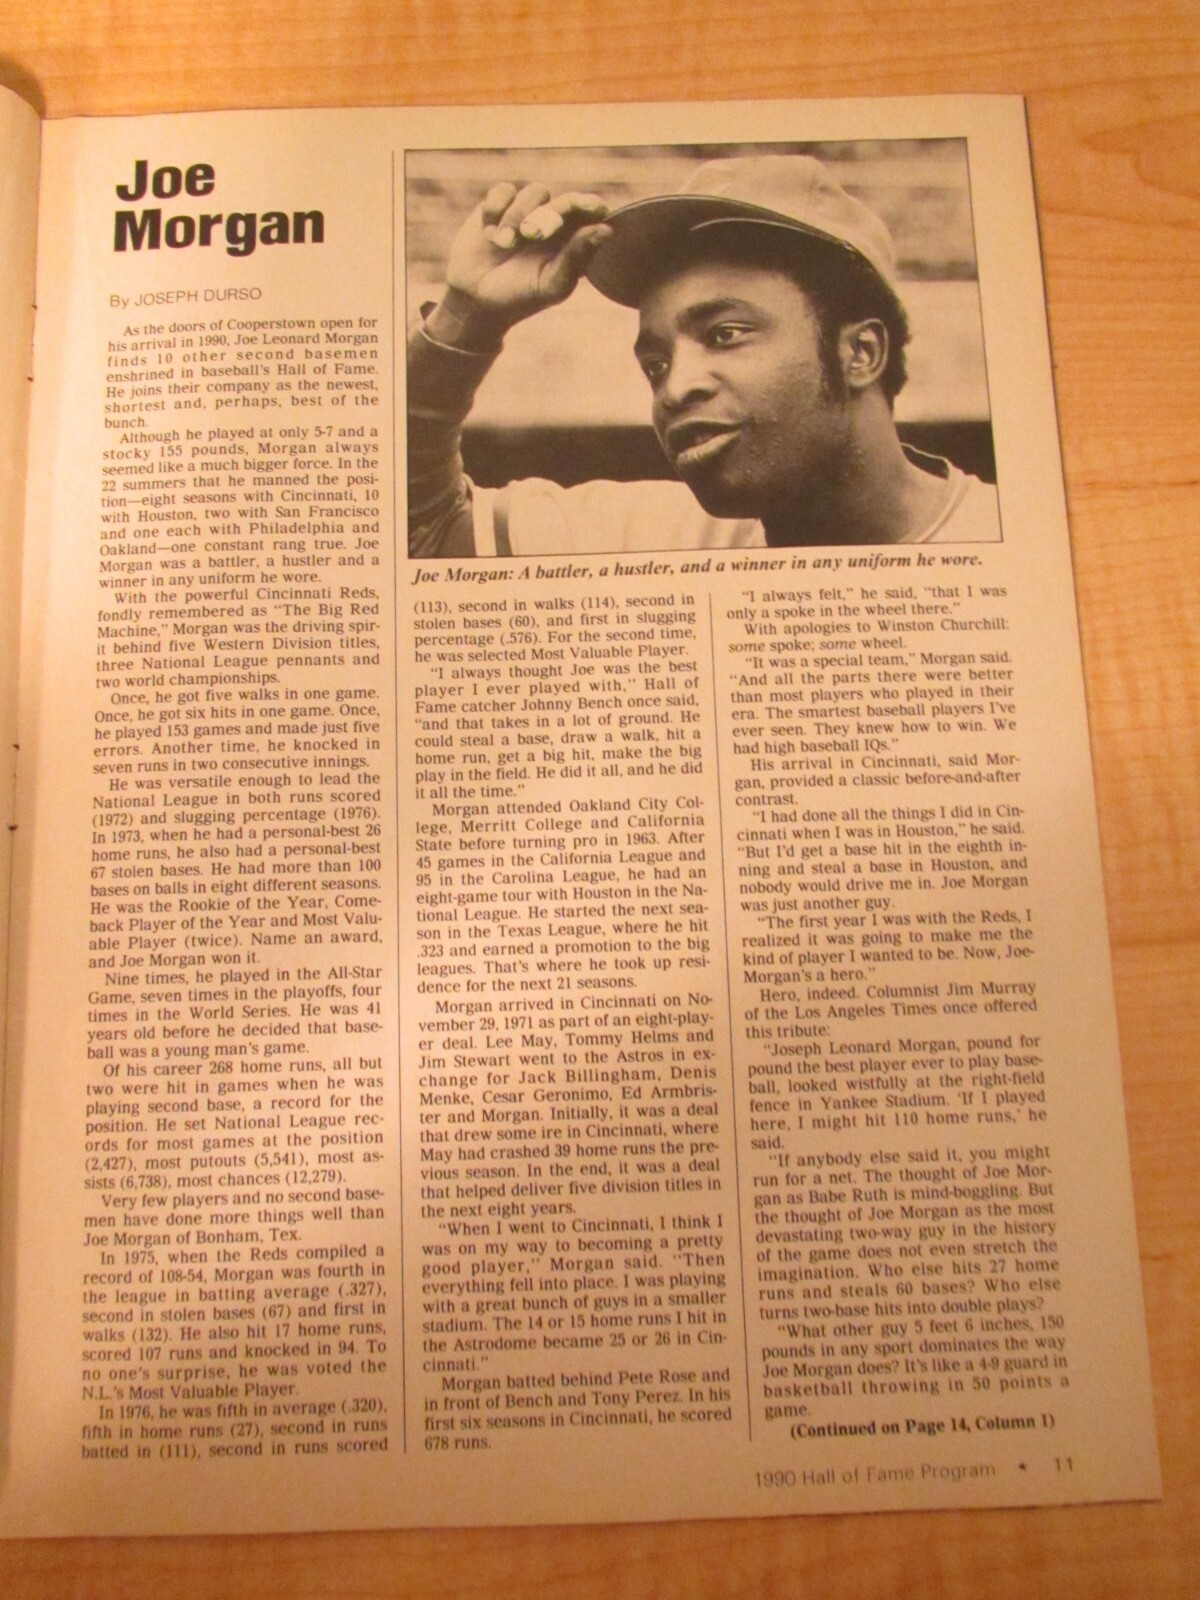 Joe
Morgan
By JOSEPH DURSO
As the doors of Cooperstown open for
his arrival in 1990, Joe Leonard Morgan
finds 10 other second basemen
enshrined in baseball's Hall of Fame.
He joins their company as the newest,
shortest and, perhaps, best of the
bunch.
Although he played at only 5-7 and a
stocky 155 pounds, Morgan always
seemed like a much bigger force. In the
22 summers that he manned the posi-
tion—eight seasons with Cincinnati, 10
with Houston, two with San Francisco
and one each with Philadelphia and
Oakland—one constant rang true. Joe
Morgan was a battler, a hustler and a
winner in any uniform he wore.
With the powerful Cincinnati Reds,
fondly remembered as "The Big Red
Machine," Morgan was the driving spir-
it behind five Western Division titles,
three National League pennants and
two world championships.
Once, he got five walks in one game.
Once, he got six hits in one game. Once,
he played 153 games and made just five
errors. Another time, he knocked in
seven runs in two consecutive innings.
He was versatile enough to lead the
National League in both runs scored
(1972) and slugging percentage (1976).
In 1973, when he had a personal-best 26
home runs, he also had a personal-best
67 stolen bases. He had more than 100
bases on balls in eight different seasons.
He was the Rookie of the Year, Come-
back Player of the Year and Most Valu-
able Player (twice). Name an award,
and Joe Morgan won it.
Nine times, he played in the All-Star
Game, seven times in the playoffs, four
times in the World Series. He was 41
years old before he decided that base-
ball was a young man's game.
Of his career 268 home runs, all but
two were hit in games when he was
playing second base, a record for the
position. He set National League rec-
ords for most games at the position
(2,427), most putouts (5,541), most as-
sists (6,738), most chances (12,279).
Very few players and no second base-
men have done more things well than
Joe Morgan of Bonham, Tex.
In 1975, when the Reds compiled a
record of 108-54, Morgan was fourth in
the league in batting average (.327),
second in stolen bases (67) and first in
walks (132). He also hit 17 home runs,
scored 107 runs and knocked in 94. To
no one's surprise, he was voted the
N.L.'s Most Valuable Player.
In 1976, he was fifth in average (.320),
fifth in home runs (27), second in runs
batted in (111), second in runs scored
Joe Morgan: A battler, a hustler, and a winner in any uniform he wore.
(113), second in walks (114), second in
stolen bases (60), and first in slugging
percentage (.576). For the second time,
he was selected Most Valuable Player.
"I always thought Joe was the best
player I ever played with," Hall of
Fame catcher Johnny Bench once said,
"and that takes in a lot of ground. He
could steal a base, draw a walk, hit a
home run, get a big hit, make the big
play in the field. He did it all, and he did
it all the time."
Morgan attended Oakland City Col-
lege, Merritt College and California
State before turning pro in 1963. After
45 games in the California League and
95 in the Carolina League, he had an
eight-game tour with Houston in the Na-
tional League. He started the next sea-
son in the Texas League, where he hit
.323 and earned a promotion to the big
leagues. That's where he took up resi-
dence for the next 21 seasons.
Morgan arrived in Cincinnati on No-
vember 29, 1971 as part of an eight-play-
er deal. Lee May, Tommy Helms and
Jim Stewart went to the Astros in ex-
change for Jack Billingham, Denis
Menke, Cesar Geronimo, Ed Armbris-
ter and Morgan. Initially, it was a deal
that drew some ire in Cincinnati, where
May had crashed 39 home runs the pre-
vious season. In the end, it was a deal
that helped deliver five division titles in
the next eight years.
"When I went to Cincinnati, I think I
was on my way to becoming a pretty
good player," Morgan said. "Then
everything fell into place. I was playing
with a great bunch of guys in a smaller
stadium. The 14 or 15 home runs I hit in
the Astrodome became 25 or 26 in Cin-
cinnati."
Morgan batted behind Pete Rose and
in front of Bench and Tony Perez. In his
first six seasons in Cincinnati, he scored
678 runs.
"I always felt," he said, "that I was
only a spoke in the wheel there."
With apologies to Winston Churchill:
some spoke; some wheel.
"It was a special team," Morgan said.
"And all the parts there were better
than most players who played in their
era. The smartest baseball players I've
ever seen. They knew how to win. We
had high baseball IQs."
His arrival in Cincinnati, said Mor-
gan, provided a classic before-and-after
contrast.
"I had done all the things I did in Cin-
cinnati when I was in Houston," he said.
"But I'd get a base hit in the eighth in-
ning and steal a base in Houston, and
nobody would drive me in. Joe Morgan
was just another guy.
"The first year I was with the Reds, I
realized it was going to make me the
kind of player I wanted to be. Now, Joe-
Morgan's a hero."
Hero, indeed. Columnist Jim Murray
of the Los Angeles Times once offered
this tribute:
"Joseph Leonard Morgan, pound for
pound the best player ever to play base-
ball, looked wistfully at the right-field
fence in Yankee Stadium. 'If I played
here, I might hit 110 home runs,' he
said.
"If anybody else said it, you might
run for a net. The thought of Joe Mor-
gan as Babe Ruth is mind-boggling. But
the thought of Joe Morgan as the most
devastating two-way guy in the history
of the game does not even stretch the
imagination. Who else hits 27 home
runs and steals 60 bases? Who else
turns two-base hits into double plays?
"What other guy 5 feet 6 inches, 150
pounds in any sport dominates the way
Joe Morgan does? It's like a 4-9 guard in
basketball throwing in 50 points a
game.
(Continued on Page 14, Column 1)
1990 Hall of Fame Program ★ 11